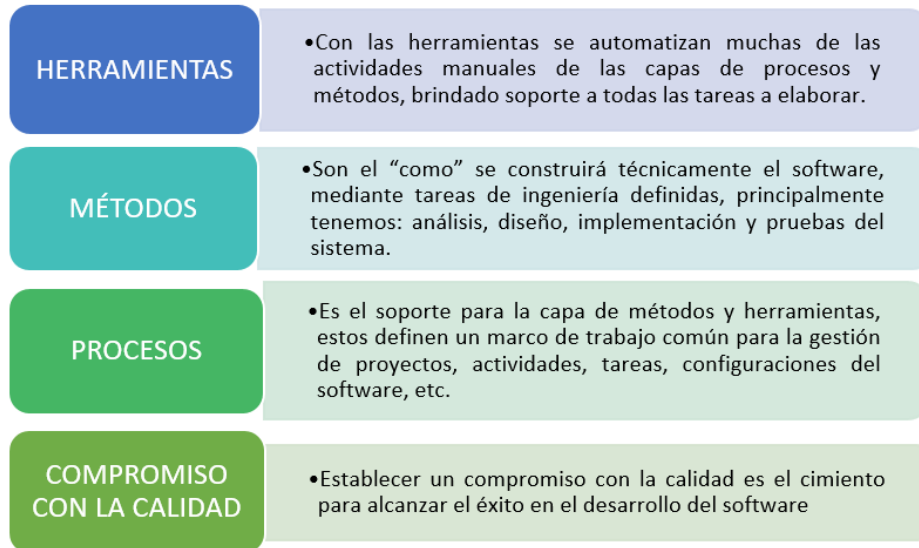 HERRAMIENTAS
•Con las herramientas se automatizan muchas de las
actividades manuales de las capas de procesos y
métodos, brindado soporte a todas las tareas a elaborar.
MÉTODOS
•Son el “como” se construirá técnicamente el software,
mediante tareas de ingeniería definidas, principalmente
tenemos: análisis, diseño, implementación y pruebas del
sistema.
PROCESOS
•Es el soporte para la capa de métodos y herramientas,
estos definen un marco de trabajo común para la gestión
de proyectos, actividades, tareas, configuraciones del
software, etc.
COMPROMISO
CON LA CALIDAD
•Establecer un compromiso con la calidad es el cimiento
para alcanzar el éxito en el desarrollo del software